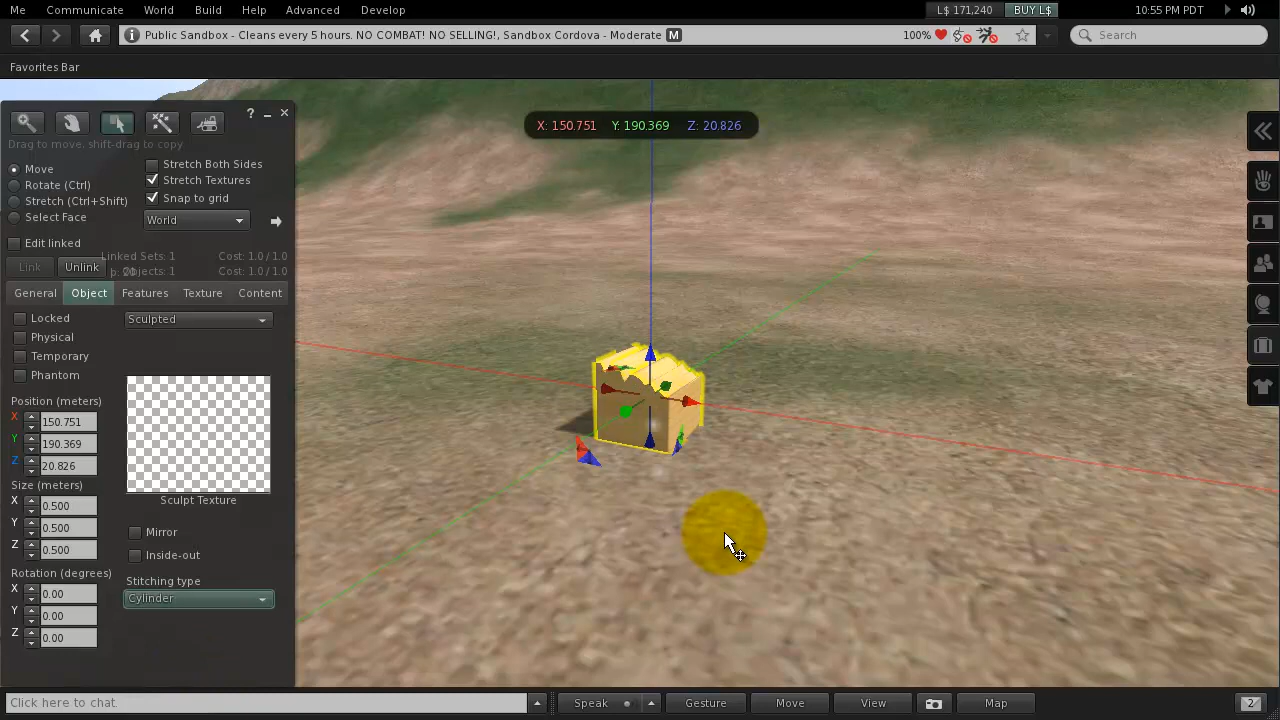 Me Communicate World Build Help Advanced Develop L$ 171,240 BUY L$ 10:55 PM PDT
Public Sandbox - Cleans every 5 hours. NO COMBAT! NO SELLING!, Sandbox Cordova - Moderate M 100% Search
Favorites Bar
? _ ×
X: 150.751 Y: 190.369 Z: 20.826
Drag to move, shift-drag to copy
Move
Stretch Both Sides
Rotate (Ctrl)
Stretch Textures
Stretch (Ctrl+Shift)
Snap to grid
Select Face
World
Edit linked
Linked Sets: 1 Cost: 1.0 / 1.0
Link Unlink
Objects: 1 Cost: 1.0 / 1.0
General Object Features Texture Content
Locked
Sculpted
Physical
Temporary
Phantom
Position (meters)
X 150.751
Y 190.369
Z 20.826
Size (meters)
Sculpt Texture
X 0.500
Y 0.500
Mirror
Z 0.500
Inside-out
Rotation (degrees)
Stitching type
X 0.00
Cylinder
Y 0.00
Z 0.00
Click here to chat. Speak Gesture Move View Map 2